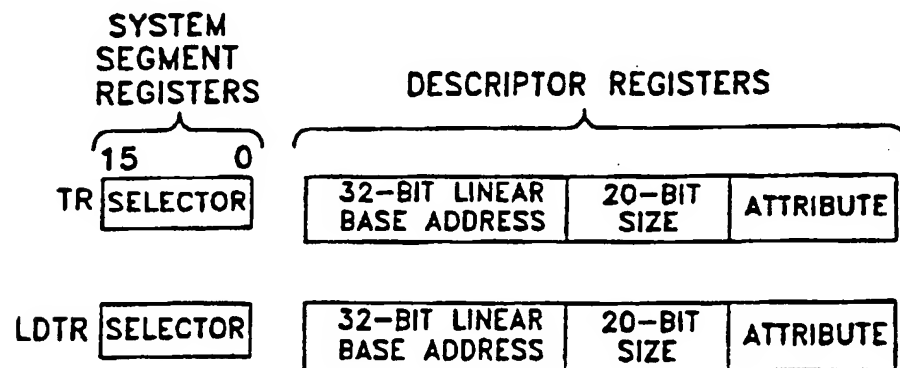 SYSTEM
SEGMENT
REGISTERS
DESCRIPTOR REGISTERS
15 0
TR SELECTOR 32-BIT LINEAR BASE ADDRESS 20-BIT SIZE ATTRIBUTE
LDTR SELECTOR 32-BIT LINEAR BASE ADDRESS 20-BIT SIZE ATTRIBUTE